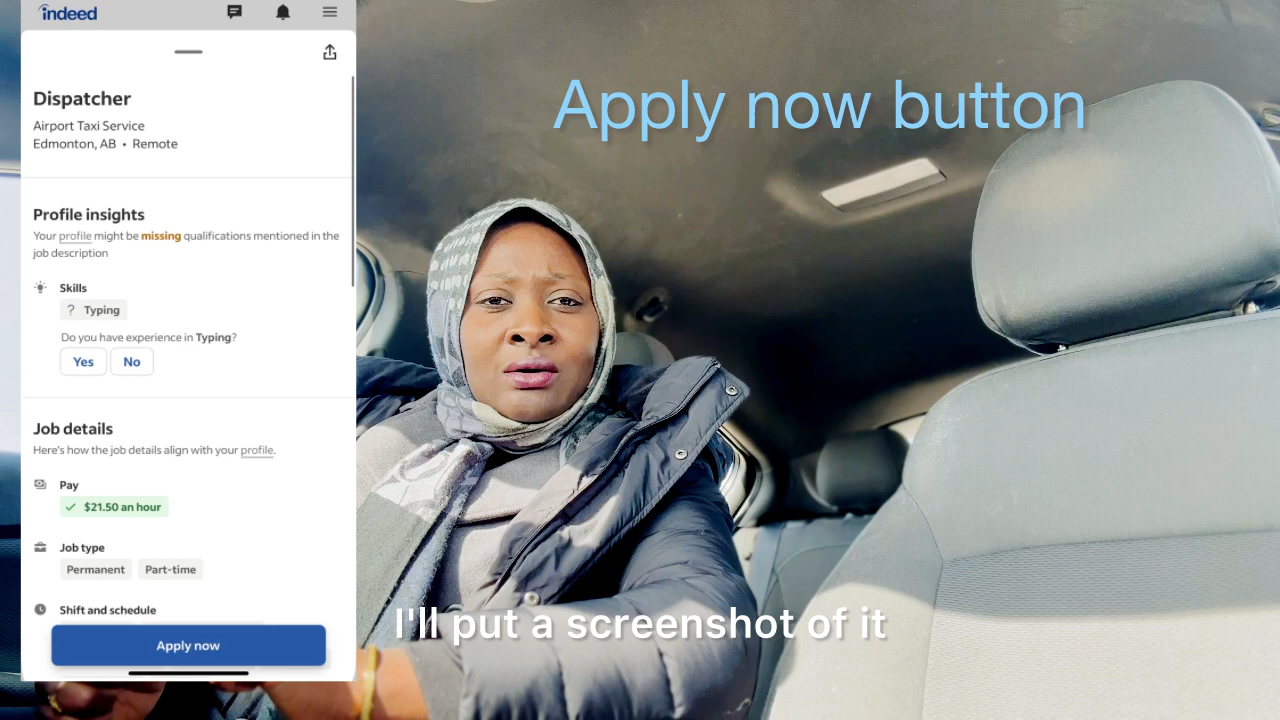 indeed
Dispatcher
Airport Taxi Service
Edmonton, AB • Remote
Profile insights
Your profile might be missing qualifications mentioned in the
job description
Skills
? Typing
Do you have experience in Typing?
Yes No
Job details
Here's how the job details align with your profile.
Pay
$21.50 an hour
Job type
Permanent Part-time
Shift and schedule
Apply now
Apply now button
I'll put a screenshot of it